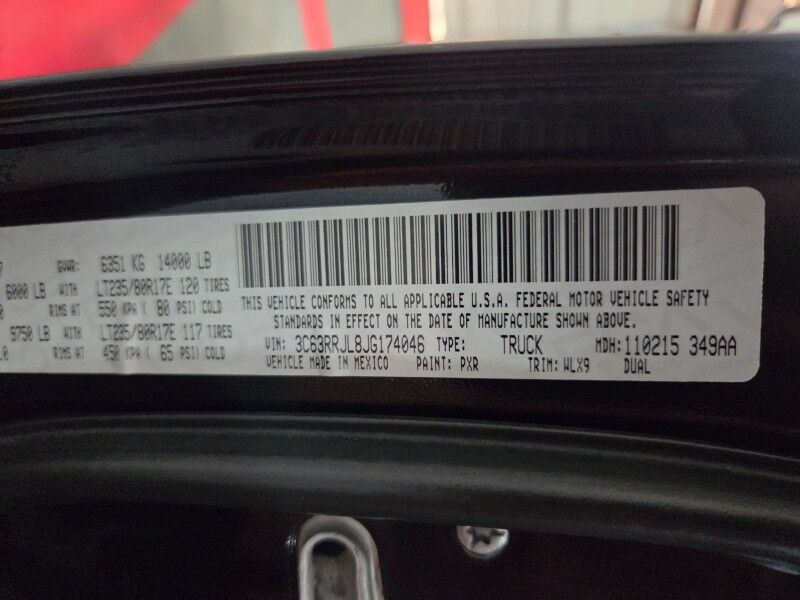 GVWR: 6351 KG 14000 LB
6000 LB WITH LT235/80R17E 120 TIRES
RIMS AT 550 KPA ( 80 PSI) COLD
9750 LB WITH LT235/80R17E 117 TIRES
RIMS AT 450 KPA ( 65 PSI) COLD
THIS VEHICLE CONFORMS TO ALL APPLICABLE U.S.A. FEDERAL MOTOR VEHICLE SAFETY
STANDARDS IN EFFECT ON THE DATE OF MANUFACTURE SHOWN ABOVE.
VIN: 3C63RRJL8JG174046 TYPE: TRUCK MDH: 110215 349AA
VEHICLE MADE IN MEXICO PAINT: PXR TRIM: WLX9 DUAL